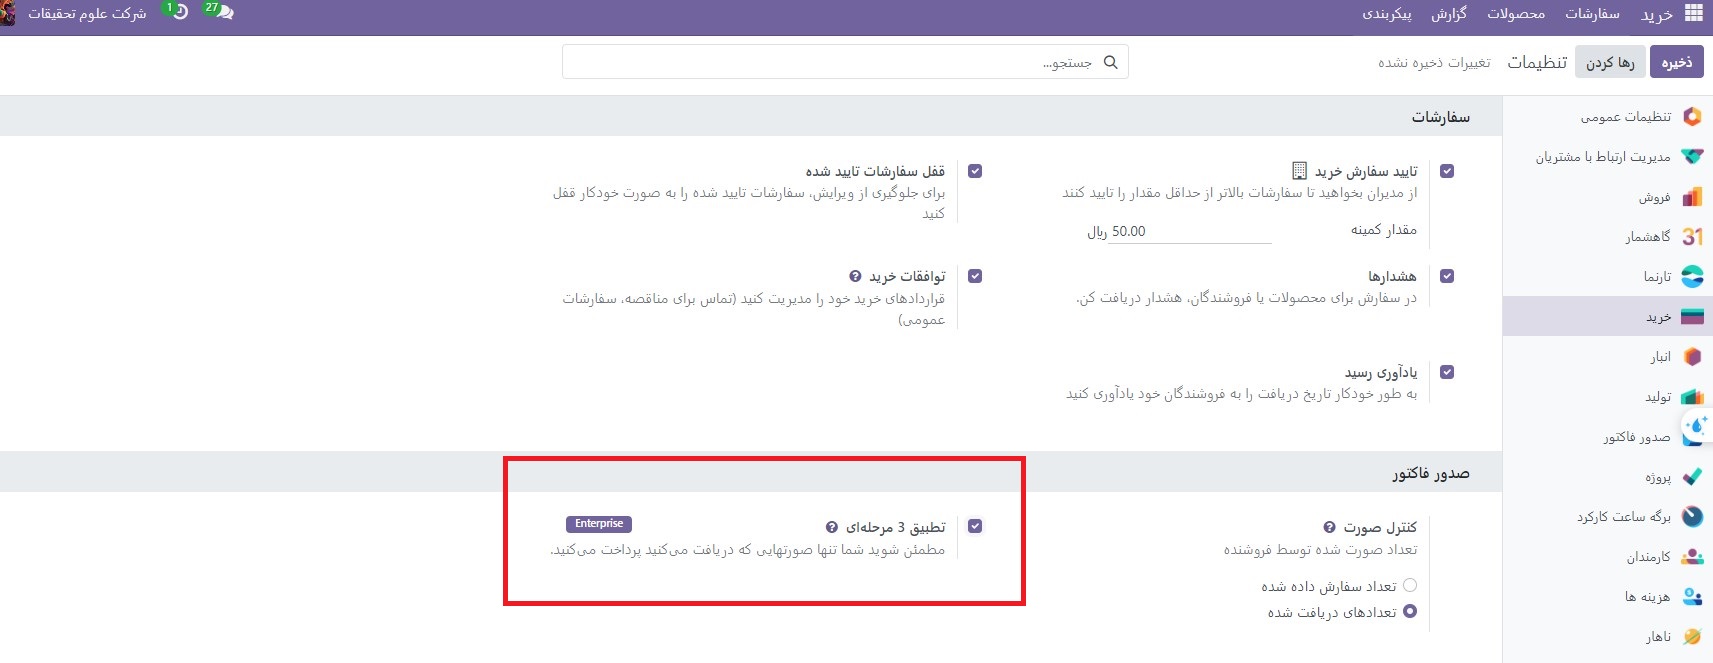 خرید
سفارشات
محصولات
گزارش
پیکربندی
27
1
شرکت علوم تحقیقات
ذخیره
رها کردن
تنظیمات
تغییرات ذخیره نشده
جستجو...
تنظیمات عمومی
مدیریت ارتباط با مشتریان
فروش
31 گاهشمار
تارنما
خرید
انبار
تولید
صدور فاکتور
پروژه
برگه ساعت کارکرد
کارمندان
هزینه ها
ناهار
سفارشات
تایید سفارش خرید
از مدیران بخواهید تا سفارشات بالاتر از حداقل مقدار را تایید کنند
مقدار کمینه
50.00 ریال
قفل سفارشات تایید شده
برای جلوگیری از ویرایش، سفارشات تایید شده را به صورت خودکار قفل
کنید
هشدارها
در سفارش برای محصولات یا فروشندگان، هشدار دریافت کن.
توافقات خرید ?
قراردادهای خرید خود را مدیریت کنید (تماس برای مناقصه، سفارشات
عمومی)
یادآوری رسید
به طور خودکار تاریخ دریافت را به فروشندگان خود یادآوری کنید
صدور فاکتور
کنترل صورت ?
تعداد صورت شده توسط فروشنده
تعداد سفارش داده شده
تعدادهای دریافت شده
تطبیق 3 مرحله‌ای ?
Enterprise
مطمئن شوید شما تنها صورتهایی که دریافت می‌کنید پرداخت می‌کنید.